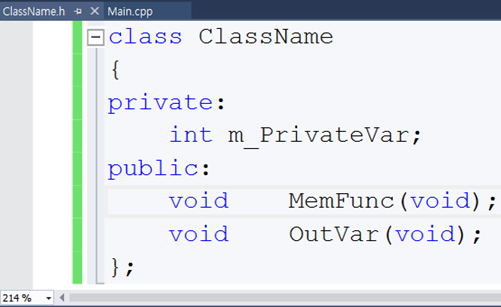 ClassName.h Main.cpp
class ClassName
{
private:
int m_PrivateVar;
public:
void MemFunc(void);
void OutVar(void);
};
214 %